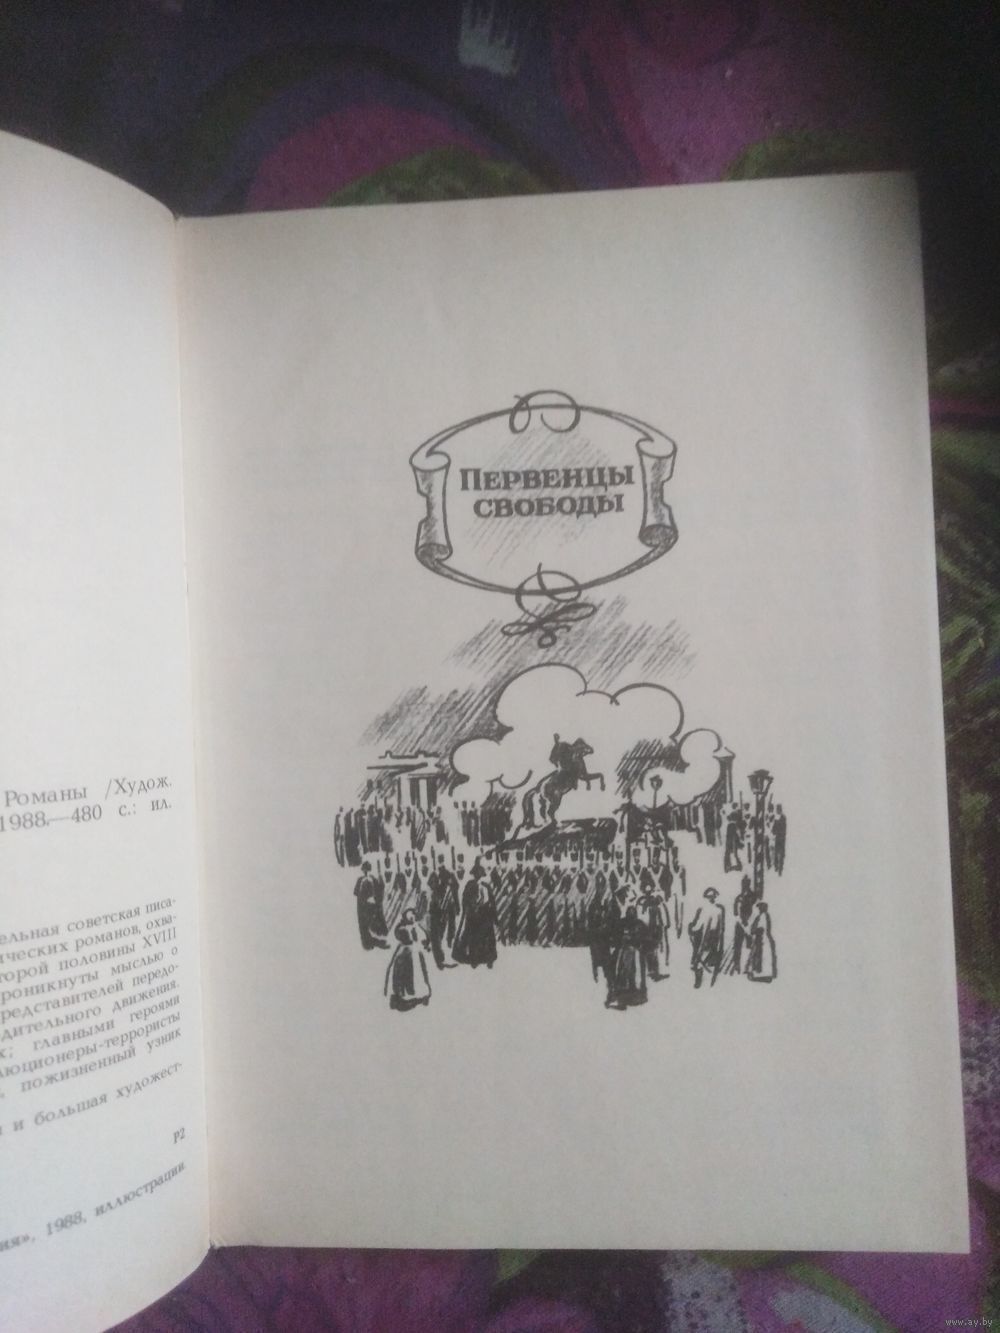 Романы /Худож.
1988.—480 с.: ил.
ельная советская писа-
ических романов, охва-
торой половины XVIII
роникнуты мыслью о
редставителей передо-
дительного движения.
х; главными героями
люционеры-террористы
, пожизненный узник
и и большая художест-
Р2
ия», 1988, иллюстрации
Первенцы
свободы
www.ay.by